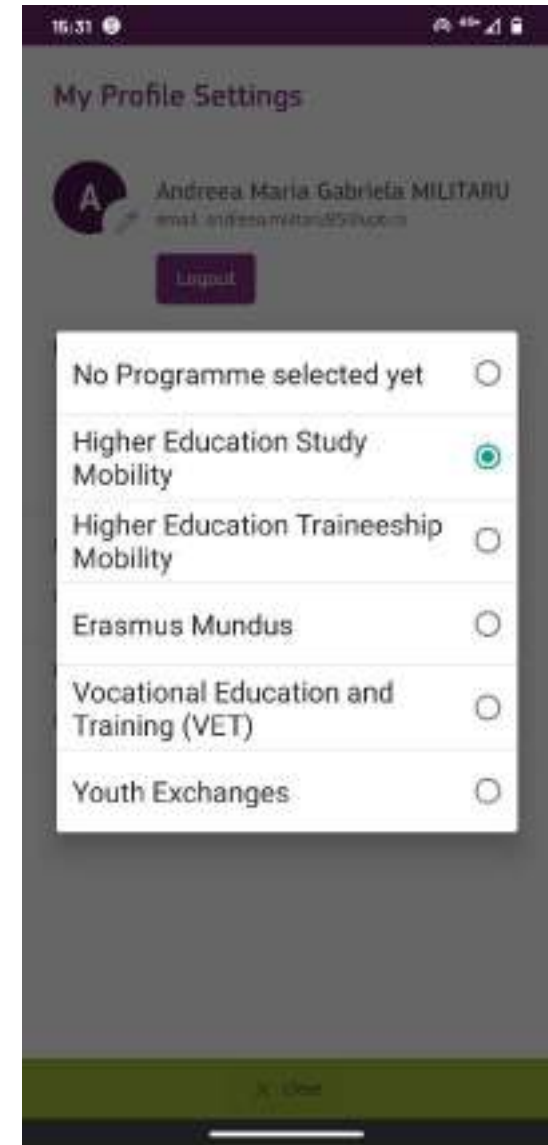 16:31
My Profile Settings
A
Andreea Maria Gabriela MILITARU
Logout
No Programme selected yet
Higher Education Study
Mobility
Higher Education Traineeship
Mobility
Erasmus Mundus
Vocational Education and
Training (VET)
Youth Exchanges